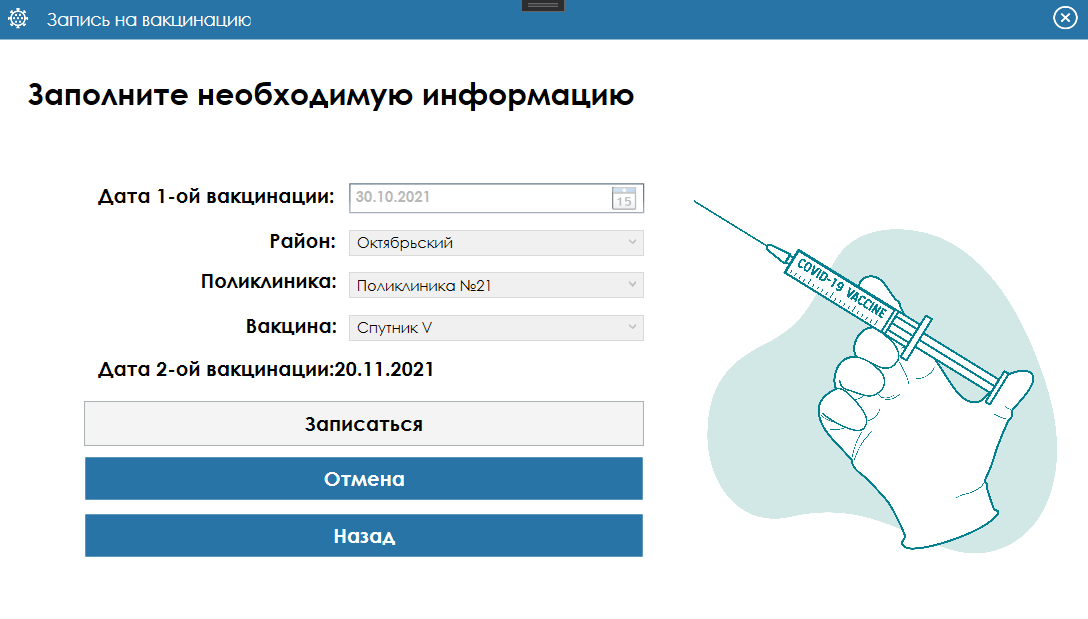 Запись на вакцинацию
Заполните необходимую информацию
Дата 1-ой вакцинации: 30.10.2021 15
Район: Октябрьский
Поликлиника: Поликлиника №21
Вакцина: Спутник V
Дата 2-ой вакцинации:20.11.2021
Записаться
Отмена
Назад
COVID-19 VACCINE